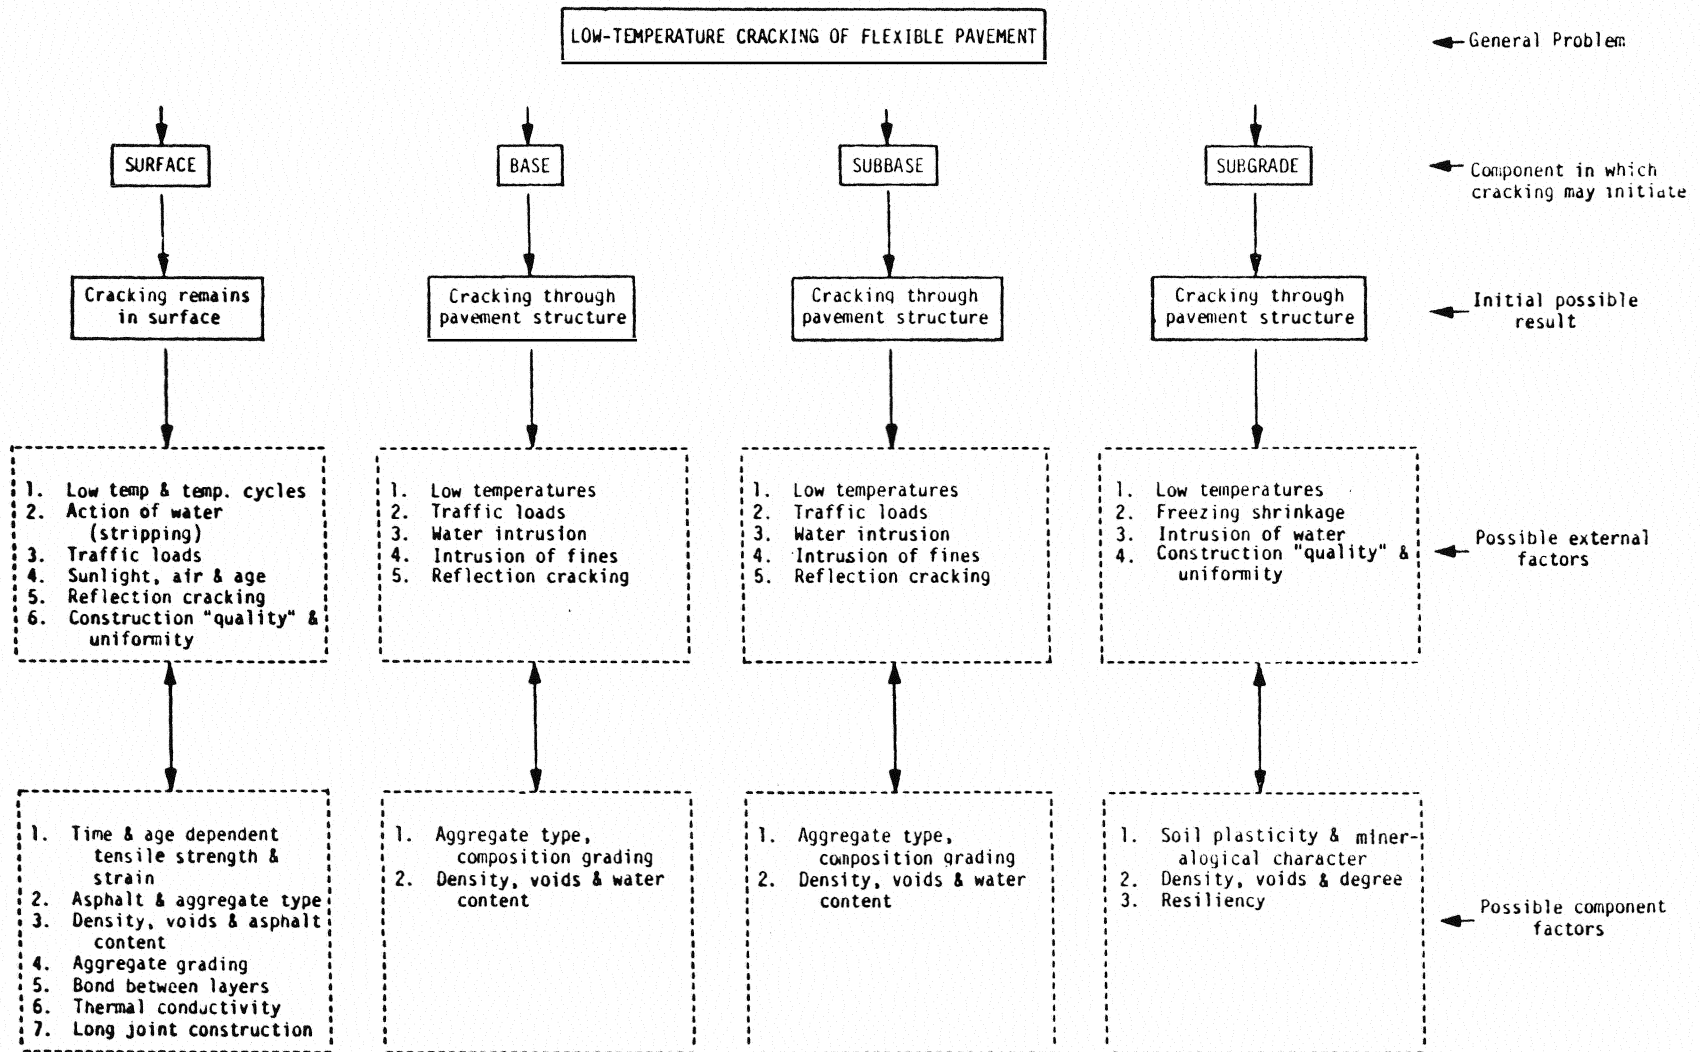 LOW-TEMPERATURE CRACKING OF FLEXIBLE PAVEMENT
General Problem
SURFACE
BASE
SUBBASE
SUBGRADE
Component in which
cracking may initiate
Cracking remains
in surface
Cracking through
pavement structure
Cracking through
pavement structure
Cracking through
pavement structure
Initial possible
result
1. Low temp & temp. cycles
2. Action of water
(stripping)
3. Traffic loads
4. Sunlight, air & age
5. Reflection cracking
6. Construction "quality" &
uniformity
1. Low temperatures
2. Traffic loads
3. Water intrusion
4. Intrusion of fines
5. Reflection cracking
1. Low temperatures
2. Traffic loads
3. Water intrusion
4. Intrusion of fines
5. Reflection cracking
1. Low temperatures
2. Freezing shrinkage
3. Intrusion of water
4. Construction "quality" &
uniformity
Possible external
factors
1. Time & age dependent
tensile strength &
strain
2. Asphalt & aggregate type
3. Density, voids & asphalt
content
4. Aggregate grading
5. Bond between layers
6. Thermal conductivity
7. Long joint construction
1. Aggregate type,
composition grading
2. Density, voids & water
content
1. Aggregate type,
composition grading
2. Density, voids & water
content
1. Soil plasticity & miner-
alogical character
2. Density, voids & degree
3. Resiliency
Possible component
factors